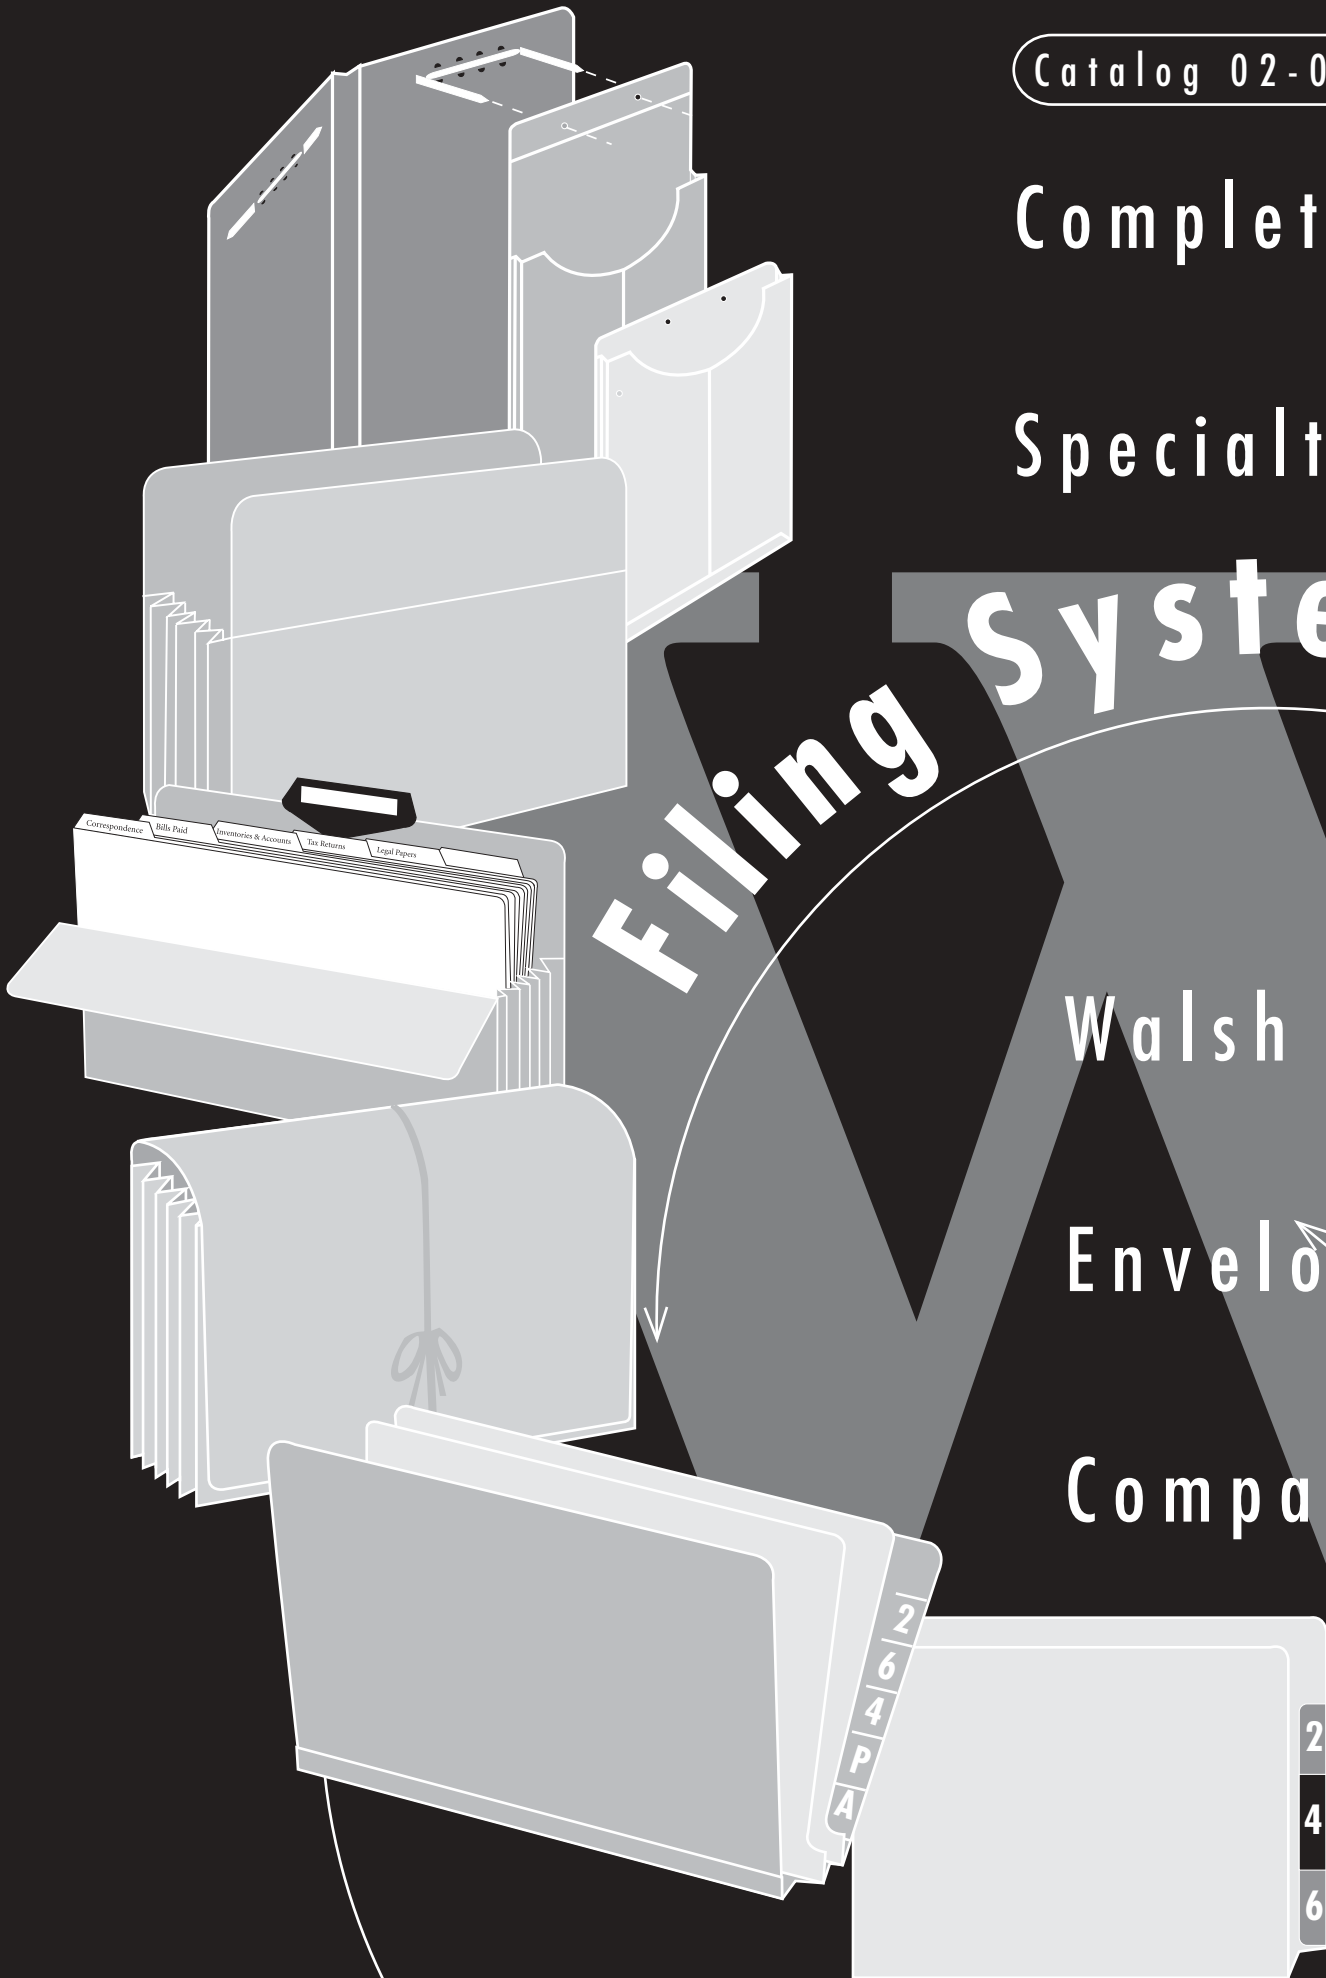 Catalog 02-0
Complet
Specialt
Filing Syste
Correspondence
Bills Paid
Inventories & Accounts
Tax Returns
Legal Papers
Walsh
Envelo
Compa
2
6
4
P
A
2
4
6